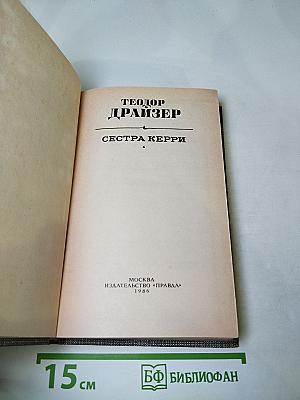 ТЕОДОР
ДРАЙЗЕР
СЕСТРА КЕРРИ
МОСКВА
ИЗДАТЕЛЬСТВО «ПРАВДА»
1986
15 см
БФ БИБЛИОФАН